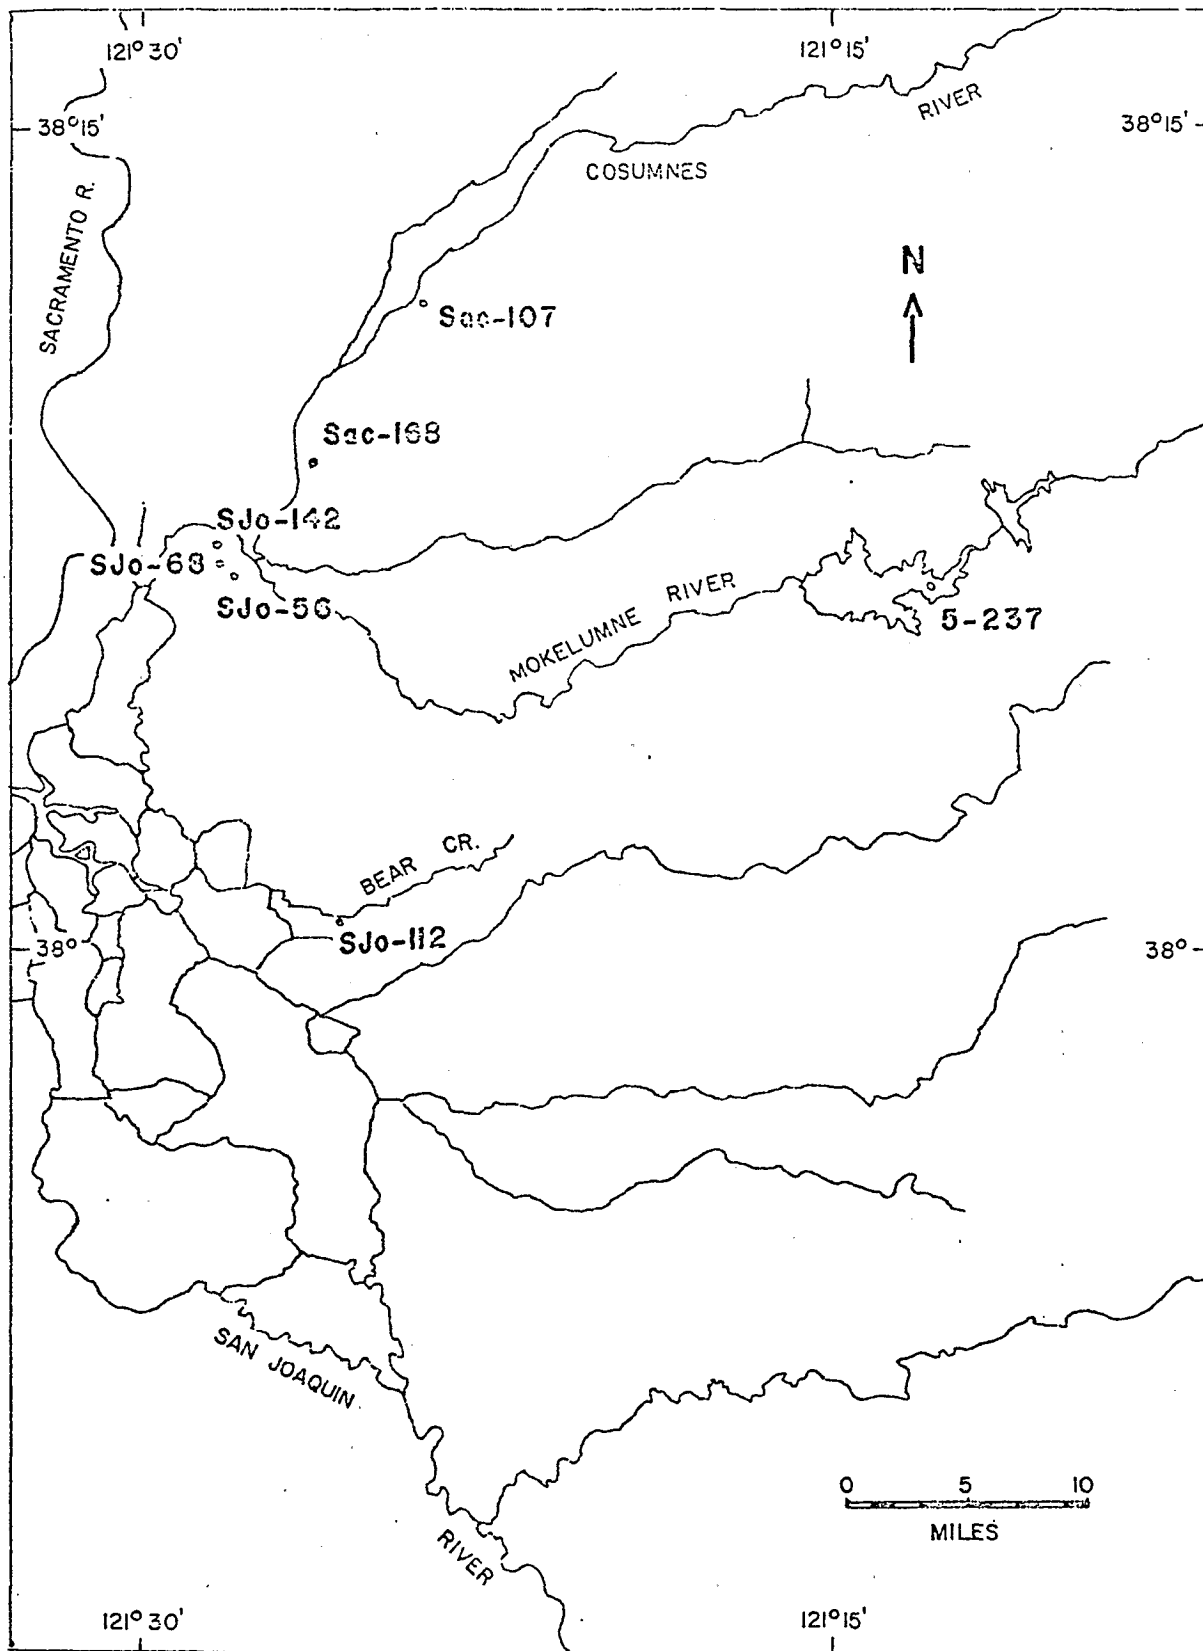 121° 30'
121° 15'
38° 15'
38° 15'
RIVER
COSUMNES
SACRAMENTO R.
N
Sac-107
Sac-168
SJo-142
SJo-68
SJo-56
MOKELUMNE RIVER
5-237
BEAR CR.
SJo-112
38°
38°
SAN JOAQUIN
RIVER
0 5 10
MILES
121° 30'
121° 15'